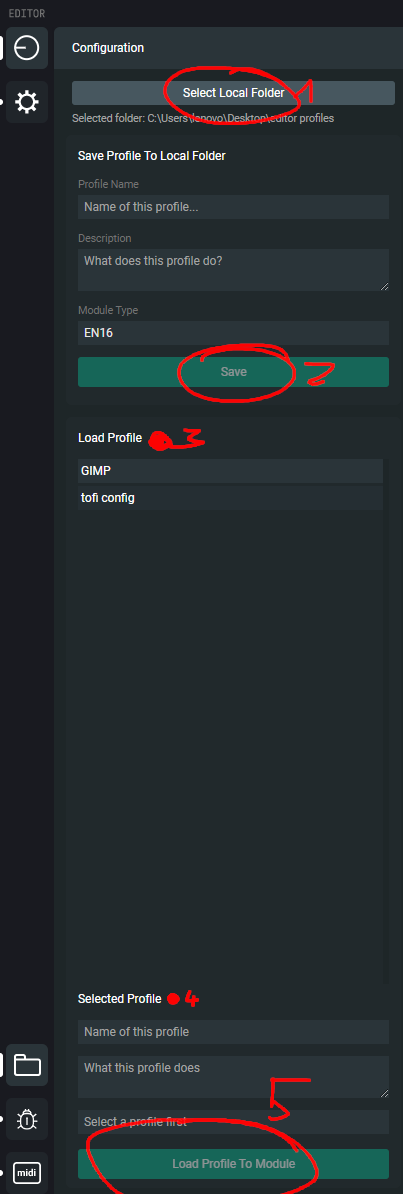 EDITOR
Configuration
Select Local Folder 1
Selected folder: C:\Users\lenovo\Desktop\editor profiles
Save Profile To Local Folder
Profile Name
Name of this profile...
Description
What does this profile do?
Module Type
EN16
Save 2
Load Profile 3
GIMP
tofi config
Selected Profile 4
Name of this profile
What this profile does
5
Select a profile first
Load Profile To Module
midi